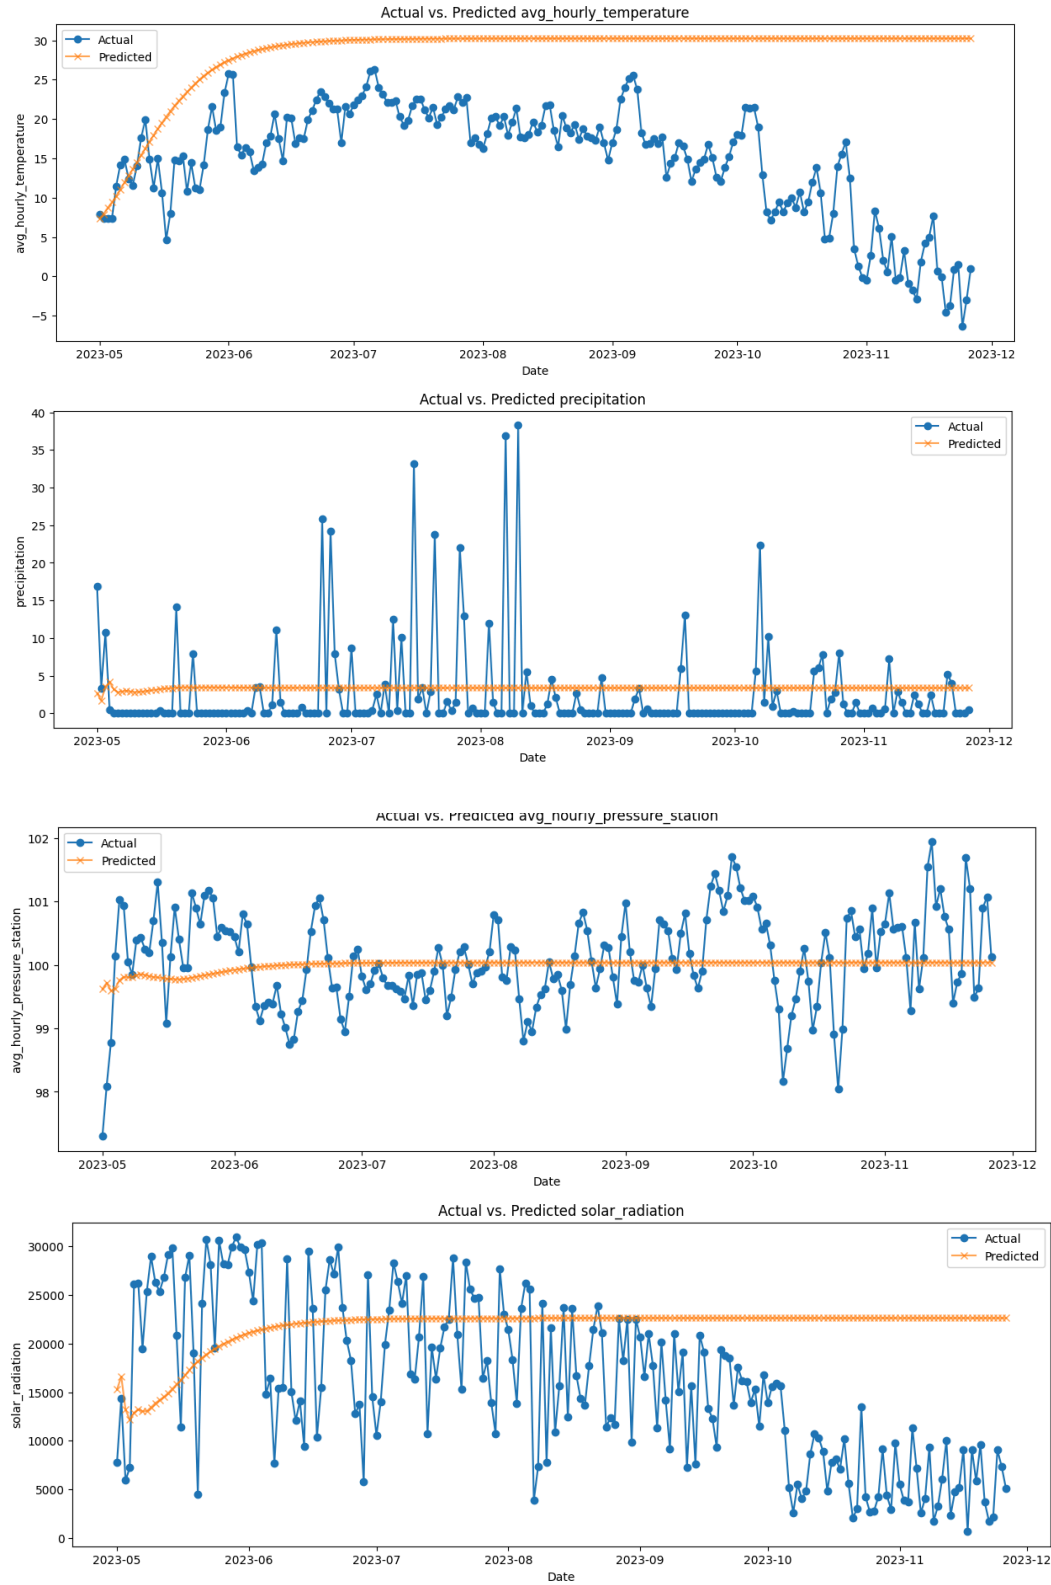 Actual vs. Predicted avg_hourly_temperature
Actual
Predicted
avg_hourly_temperature
30
25
20
15
10
5
0
−5
2023-05 2023-06 2023-07 2023-08 2023-09 2023-10 2023-11 2023-12
Date
Actual vs. Predicted precipitation
Actual
Predicted
precipitation
40
35
30
25
20
15
10
5
0
2023-05 2023-06 2023-07 2023-08 2023-09 2023-10 2023-11 2023-12
Date
Actual vs. Predicted avg_hourly_pressure_station
Actual
Predicted
avg_hourly_pressure_station
102
101
100
99
98
2023-05 2023-06 2023-07 2023-08 2023-09 2023-10 2023-11 2023-12
Date
Actual vs. Predicted solar_radiation
Actual
Predicted
solar_radiation
30000
25000
20000
15000
10000
5000
0
2023-05 2023-06 2023-07 2023-08 2023-09 2023-10 2023-11 2023-12
Date